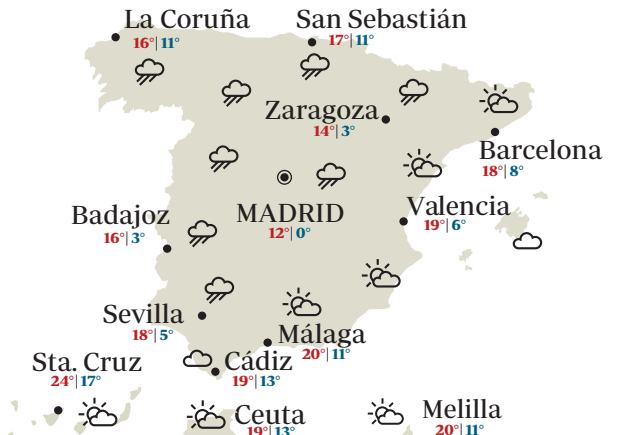 La Coruña
16°|11°
San Sebastián
17°|11°
Zaragoza
14°|3°
Barcelona
18°|8°
MADRID
12°|0°
Valencia
19°|6°
Badajoz
16°|3°
Sevilla
18°|5°
Málaga
20°|11°
Cádiz
19°|13°
Sta. Cruz
24°|17°
Ceuta
19°|13°
Melilla
20°|11°